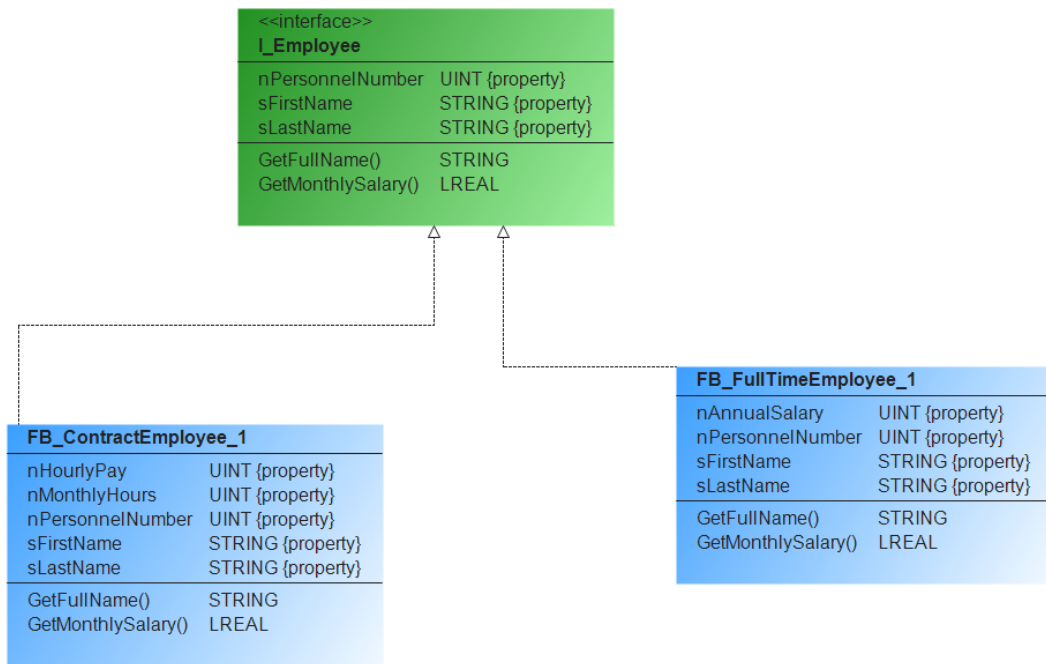 <<interface>>
I_Employee
nPersonnelNumber UINT {property}
sFirstName STRING {property}
sLastName STRING {property}
GetFullName() STRING
GetMonthlySalary() LREAL
FB_FullTimeEmployee_1
nAnnualSalary UINT {property}
nPersonnelNumber UINT {property}
sFirstName STRING {property}
sLastName STRING {property}
GetFullName() STRING
GetMonthlySalary() LREAL
FB_ContractEmployee_1
nHourlyPay UINT {property}
nMonthlyHours UINT {property}
nPersonnelNumber UINT {property}
sFirstName STRING {property}
sLastName STRING {property}
GetFullName() STRING
GetMonthlySalary() LREAL